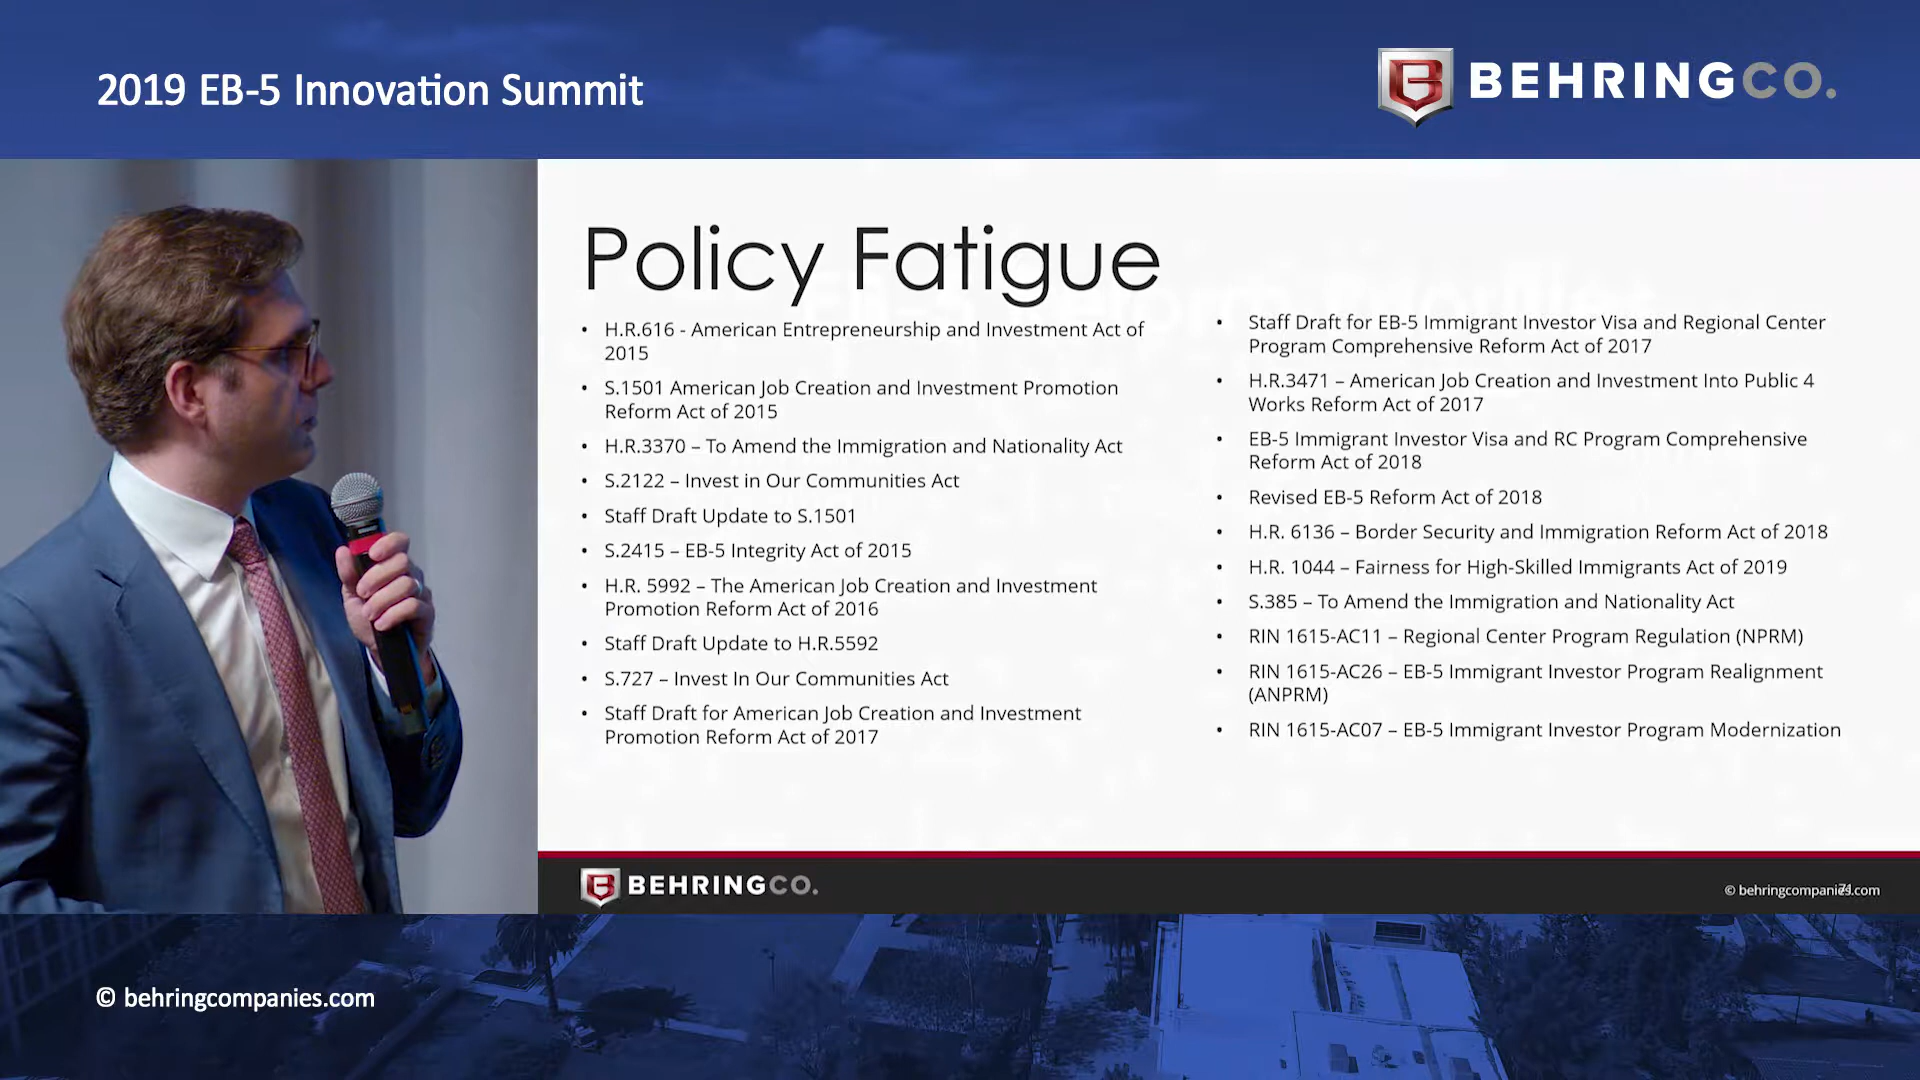 2019 EB-5 Innovation Summit
BEHRINGCO.
Policy Fatigue
• H.R.616 - American Entrepreneurship and Investment Act of
2015
• S.1501 American Job Creation and Investment Promotion
Reform Act of 2015
• H.R.3370 – To Amend the Immigration and Nationality Act
• S.2122 – Invest in Our Communities Act
• Staff Draft Update to S.1501
• S.2415 – EB-5 Integrity Act of 2015
• H.R. 5992 – The American Job Creation and Investment
Promotion Reform Act of 2016
• Staff Draft Update to H.R.5592
• S.727 – Invest In Our Communities Act
• Staff Draft for American Job Creation and Investment
Promotion Reform Act of 2017
• Staff Draft for EB-5 Immigrant Investor Visa and Regional Center
Program Comprehensive Reform Act of 2017
• H.R.3471 – American Job Creation and Investment Into Public 4
Works Reform Act of 2017
• EB-5 Immigrant Investor Visa and RC Program Comprehensive
Reform Act of 2018
• Revised EB-5 Reform Act of 2018
• H.R. 6136 – Border Security and Immigration Reform Act of 2018
• H.R. 1044 – Fairness for High-Skilled Immigrants Act of 2019
• S.385 – To Amend the Immigration and Nationality Act
• RIN 1615-AC11 – Regional Center Program Regulation (NPRM)
• RIN 1615-AC26 – EB-5 Immigrant Investor Program Realignment
(ANPRM)
• RIN 1615-AC07 – EB-5 Immigrant Investor Program Modernization
BEHRINGCO.
© behringcompanies.com
71
© behringcompanies.com